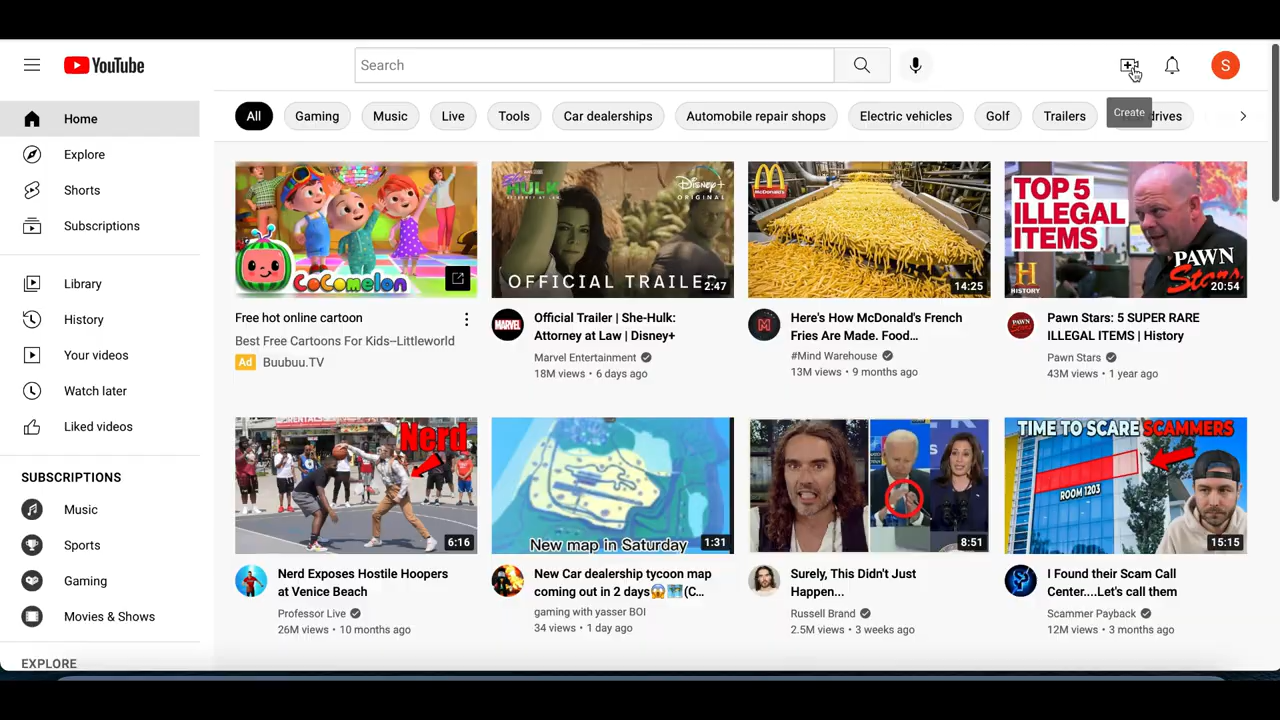 YouTube
Search
S
Create
All
Gaming
Music
Live
Tools
Car dealerships
Automobile repair shops
Electric vehicles
Golf
Trailers
drives
Home
Explore
Shorts
Subscriptions
Library
History
Your videos
Watch later
Liked videos
SUBSCRIPTIONS
Music
Sports
Gaming
Movies & Shows
EXPLORE
CoComelon
Free hot online cartoon
Best Free Cartoons For Kids–Littleworld
Ad Buubuu.TV
HULK
Disney+
ORIGINAL
OFFICIAL TRAILE
2:47
MARVEL
Official Trailer | She-Hulk:
Attorney at Law | Disney+
Marvel Entertainment
18M views • 6 days ago
McDonald's
14:25
Here's How McDonald's French
Fries Are Made. Food...
#Mind Warehouse
13M views • 9 months ago
TOP 5
ILLEGAL
ITEMS
H
HISTORY
PAWN
Stars.
20:54
Pawn Stars: 5 SUPER RARE
ILLEGAL ITEMS | History
Pawn Stars
43M views • 1 year ago
Nerd
6:16
Nerd Exposes Hostile Hoopers
at Venice Beach
Professor Live
26M views • 10 months ago
New map in Saturday
1:31
New Car dealership tycoon map
coming out in 2 days😱🗺️(C...
gaming with yasser BOI
34 views • 1 day ago
8:51
Surely, This Didn't Just
Happen...
Russell Brand
2.5M views • 3 weeks ago
TIME TO SCARE SCAMMERS
ROOM 1203
15:15
I Found their Scam Call
Center....Let's call them
Scammer Payback
12M views • 3 months ago